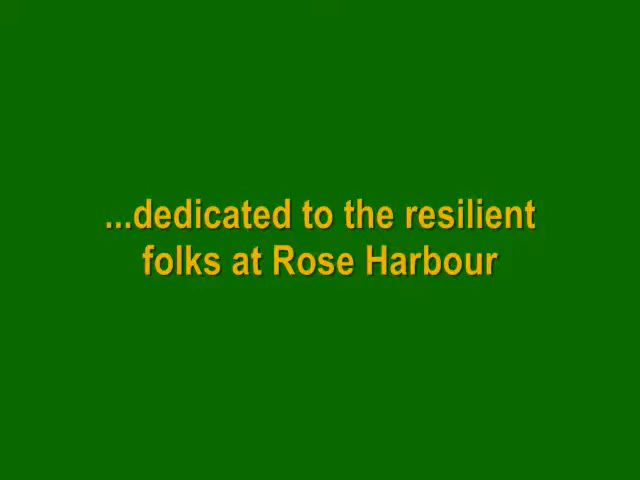 ...dedicated to the resilient
folks at Rose Harbour